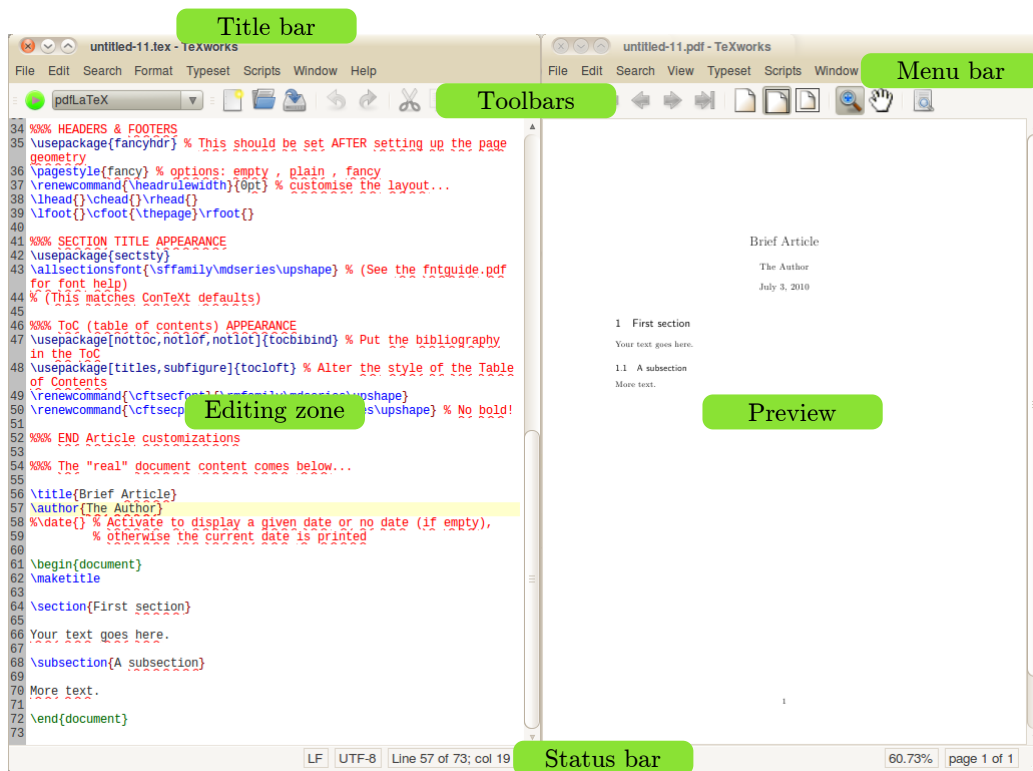 Title bar
untitled-11.tex - TeXworks
untitled-11.pdf - TeXworks
File Edit Search Format Typeset Scripts Window Help
File Edit Search View Typeset Scripts Window
Menu bar
pdfLaTeX
Toolbars
34 %%% HEADERS & FOOTERS
35 \usepackage{fancyhdr} % This should be set AFTER setting up the page
geometry
36 \pagestyle{fancy} % options: empty , plain , fancy
37 \renewcommand{\headrulewidth}{0pt} % customise the layout...
38 \lhead{}\chead{}\rhead{}
39 \lfoot{}\cfoot{\thepage}\rfoot{}
40
41 %%% SECTION TITLE APPEARANCE
42 \usepackage{sectsty}
43 \allsectionsfont{\sffamily\mdseries\upshape} % (See the fntguide.pdf
for font help)
44 % (This matches ConTeXt defaults)
45
46 %%% ToC (table of contents) APPEARANCE
47 \usepackage[nottoc,notlof,notlot]{tocbibind} % Put the bibliography
in the ToC
48 \usepackage[titles,subfigure]{tocloft} % Alter the style of the Table
of Contents
49 \renewcommand{\cftsecfont}{\rmfamily\mdseries\upshape}
50 \renewcommand{\cftsecp es\upshape} % No bold!
Editing zone
51
52 %%% END Article customizations
53
54 %%% The "real" document content comes below...
55
56 \title{Brief Article}
57 \author{The Author}
58 %\date{} % Activate to display a given date or no date (if empty),
59 % otherwise the current date is printed
60
61 \begin{document}
62 \maketitle
63
64 \section{First section}
65
66 Your text goes here.
67
68 \subsection{A subsection}
69
70 More text.
71
72 \end{document}
73
Brief Article
The Author
July 3, 2010
1 First section
Your text goes here.
1.1 A subsection
More text.
Preview
1
LF UTF-8 Line 57 of 73; col 19
Status bar
60.73% page 1 of 1